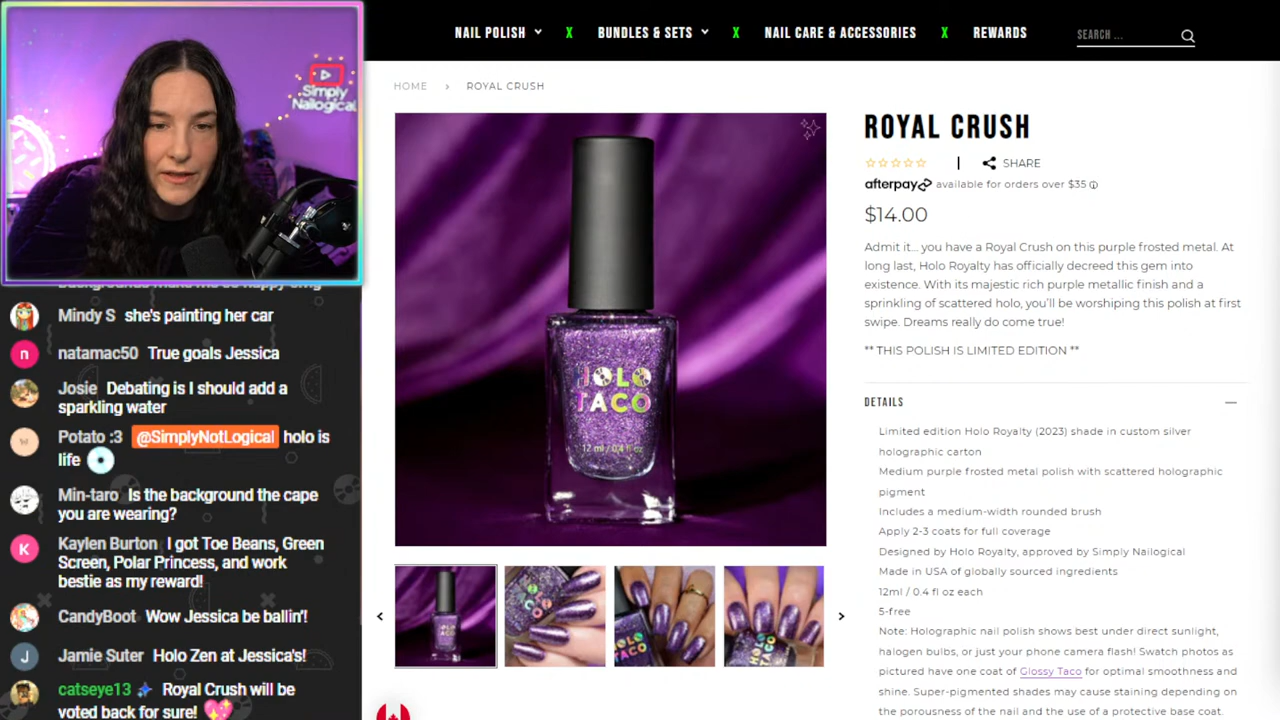 NAIL POLISH
X
BUNDLES & SETS
X
NAIL CARE & ACCESSORIES
X
REWARDS
SEARCH ...
Simply
Nailogical
HOME > ROYAL CRUSH
ROYAL CRUSH
SHARE
afterpay available for orders over $35
$14.00
Admit it... you have a Royal Crush on this purple frosted metal. At
long last, Holo Royalty has officially decreed this gem into
existence. With its majestic rich purple metallic finish and a
sprinkling of scattered holo, you'll be worshiping this polish at first
swipe. Dreams really do come true!
** THIS POLISH IS LIMITED EDITION **
DETAILS
Limited edition Holo Royalty (2023) shade in custom silver
holographic carton
Medium purple frosted metal polish with scattered holographic
pigment
Includes a medium-width rounded brush
Apply 2-3 coats for full coverage
Designed by Holo Royalty, approved by Simply Nailogical
Made in USA of globally sourced ingredients
12ml / 0.4 fl oz each
5-free
Note: Holographic nail polish shows best under direct sunlight,
halogen bulbs, or just your phone camera flash! Swatch photos as
pictured have one coat of Glossy Taco for optimal smoothness and
shine. Super-pigmented shades may cause staining depending on
the porousness of the nail and the use of a protective base coat.
HOLO
TACO
12 ml / 0.4 fl oz
Mindy S she's painting her car
n natamac50 True goals Jessica
Josie Debating is I should add a
sparkling water
Potato :3 @SimplyNotLogical holo is
life
Min-taro Is the background the cape
you are wearing?
K Kaylen Burton I got Toe Beans, Green
Screen, Polar Princess, and work
bestie as my reward!
CandyBoot Wow Jessica be ballin'!
J Jamie Suter Holo Zen at Jessica's!
catseye13 Royal Crush will be
voted back for sure!